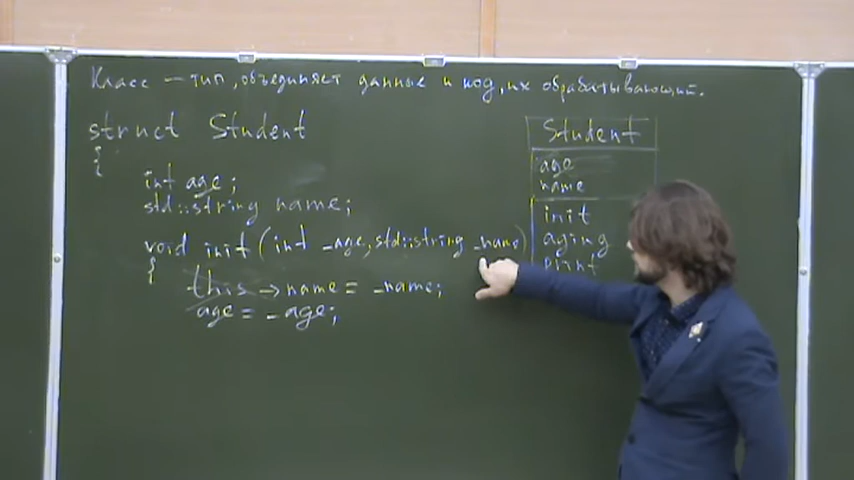 Класс — тип, объединяет данные и код, их обрабатывающий.
struct Student
{
int age;
std::string name;
void init (int _age, std::string _name)
{
this -> name = _name;
age = _age;
Student
age
name
init
aging
print